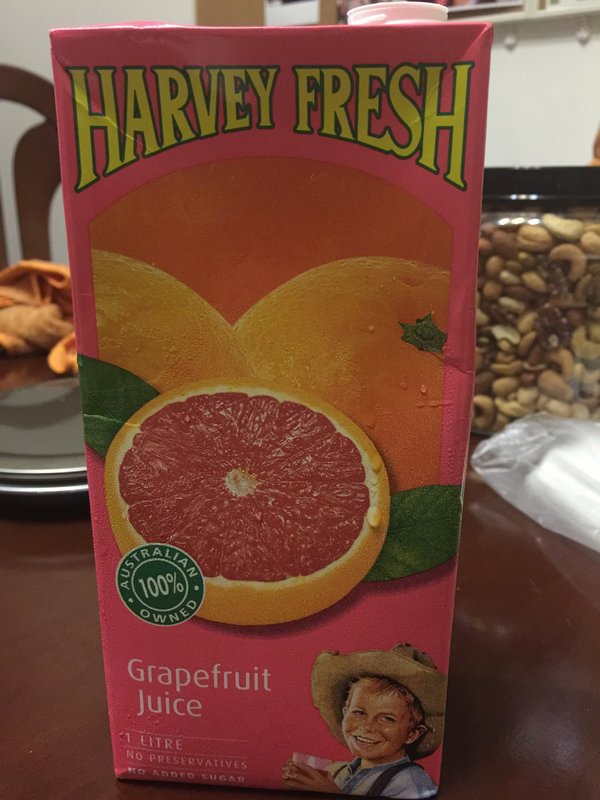 HARVEY FRESH
AUSTRALIAN
100%
OWNED
Grapefruit
Juice
1 LITRE
NO PRESERVATIVES
NO ADDED SUGAR